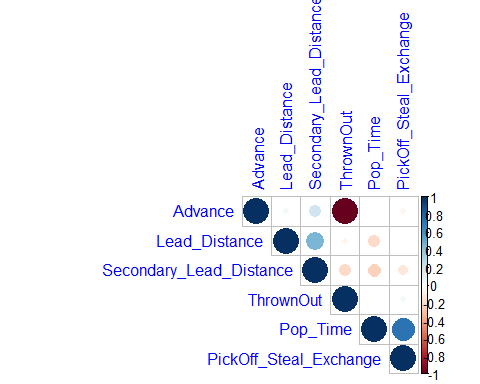 Advance
Lead_Distance
Secondary_Lead_Distance
ThrownOut
Pop_Time
PickOff_Steal_Exchange
Advance
Lead_Distance
Secondary_Lead_Distance
ThrownOut
Pop_Time
PickOff_Steal_Exchange
1
0.8
0.6
0.4
0.2
0
-0.2
-0.4
-0.6
-0.8
-1